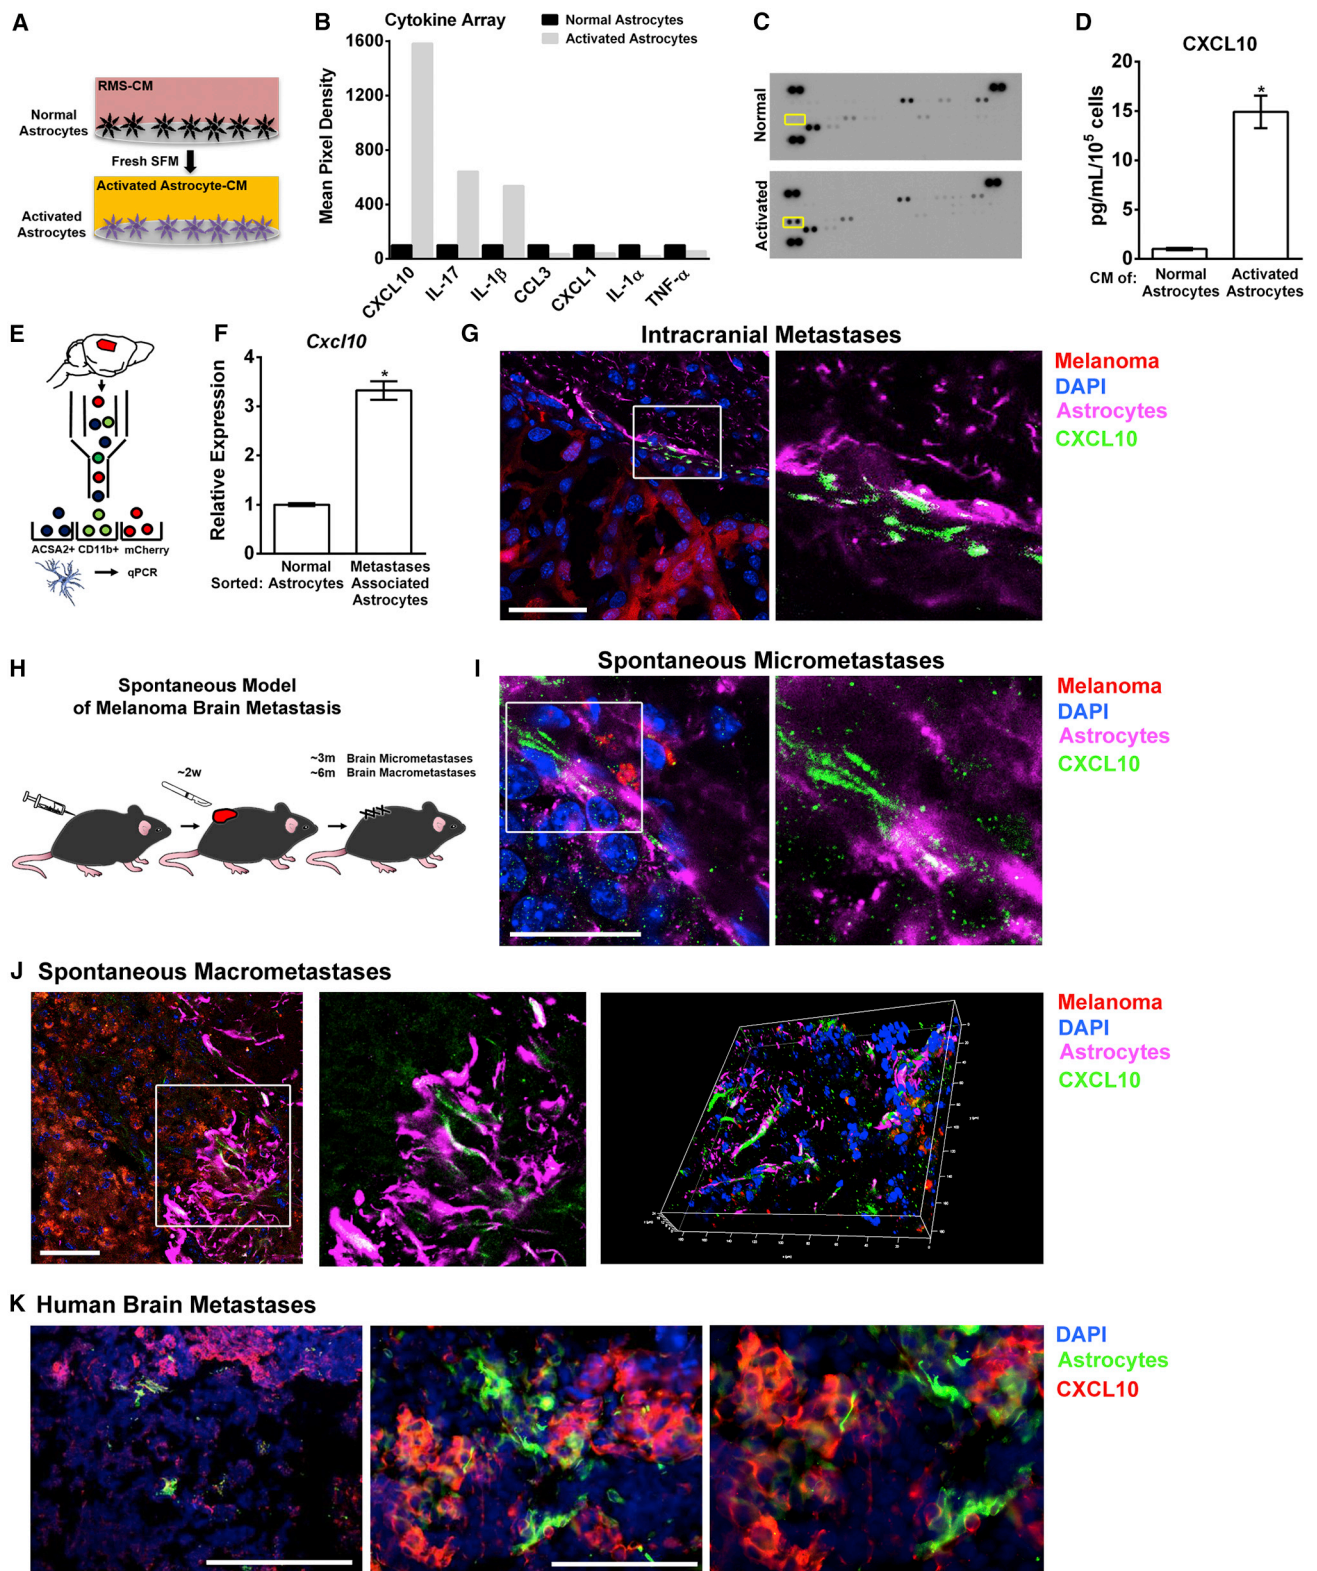 A
RMS-CM
Normal
Astrocytes
Fresh SFM
Activated Astrocyte-CM
Activated
Astrocytes
B
Cytokine Array
Normal Astrocytes
Activated Astrocytes
Mean Pixel Density
1600
1200
800
400
0
CXCL10
IL-17
IL-1β
CCL3
CXCL1
IL-1α
TNF-α
C
Normal
Activated
D
CXCL10
pg/mL/10⁵ cells
20
15
10
5
0
*
CM of:
Normal
Astrocytes
Activated
Astrocytes
E
ACSA2+ CD11b+ mCherry
qPCR
F
Cxcl10
Relative Expression
4
3
2
1
0
*
Sorted:
Normal
Astrocytes
Metastases
Associated
Astrocytes
G
Intracranial Metastases
Melanoma
DAPI
Astrocytes
CXCL10
H
Spontaneous Model
of Melanoma Brain Metastasis
~2w
~3m Brain Micrometastases
~6m Brain Macrometastases
I
Spontaneous Micrometastases
Melanoma
DAPI
Astrocytes
CXCL10
J Spontaneous Macrometastases
Melanoma
DAPI
Astrocytes
CXCL10
K Human Brain Metastases
DAPI
Astrocytes
CXCL10